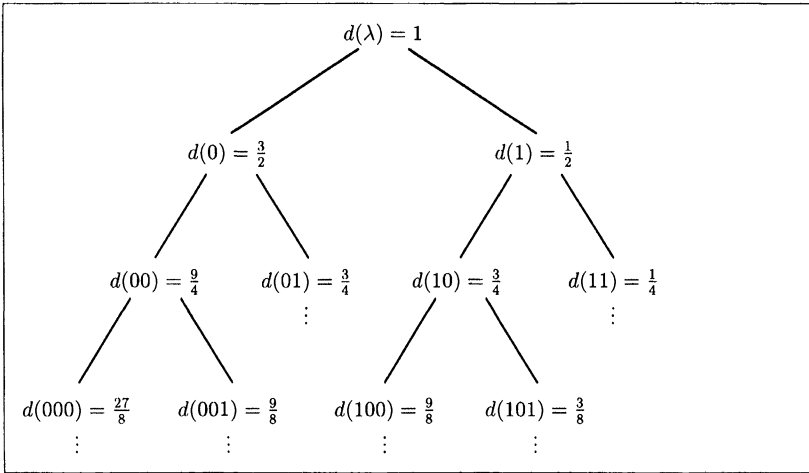 d(λ) = 1
d(0) = 3/2 d(1) = 1/2
d(00) = 9/4 d(01) = 3/4 d(10) = 3/4 d(11) = 1/4
⋮ ⋮
d(000) = 27/8 d(001) = 9/8 d(100) = 9/8 d(101) = 3/8
⋮ ⋮ ⋮ ⋮